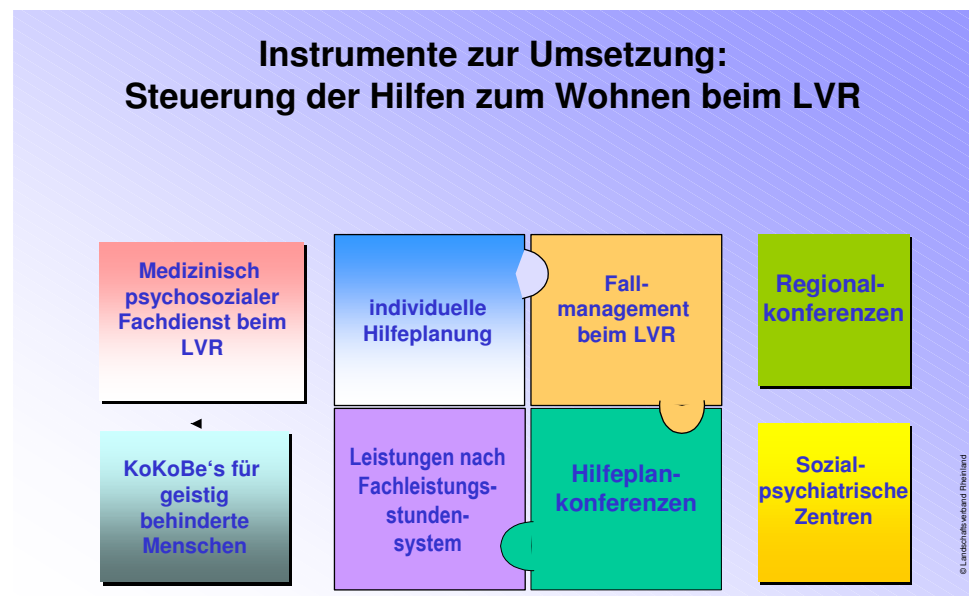 Instrumente zur Umsetzung:
Steuerung der Hilfen zum Wohnen beim LVR
Medizinisch
psychosozialer
Fachdienst beim
LVR
individuelle
Hilfeplanung
Fall-
management
beim LVR
Regional-
konferenzen
KoKoBe‘s für
geistig
behinderte
Menschen
Leistungen nach
Fachleistungs-
stunden-
system
Hilfeplan-
konferenzen
Sozial-
psychiatrische
Zentren
© Landschaftsverband Rheinland